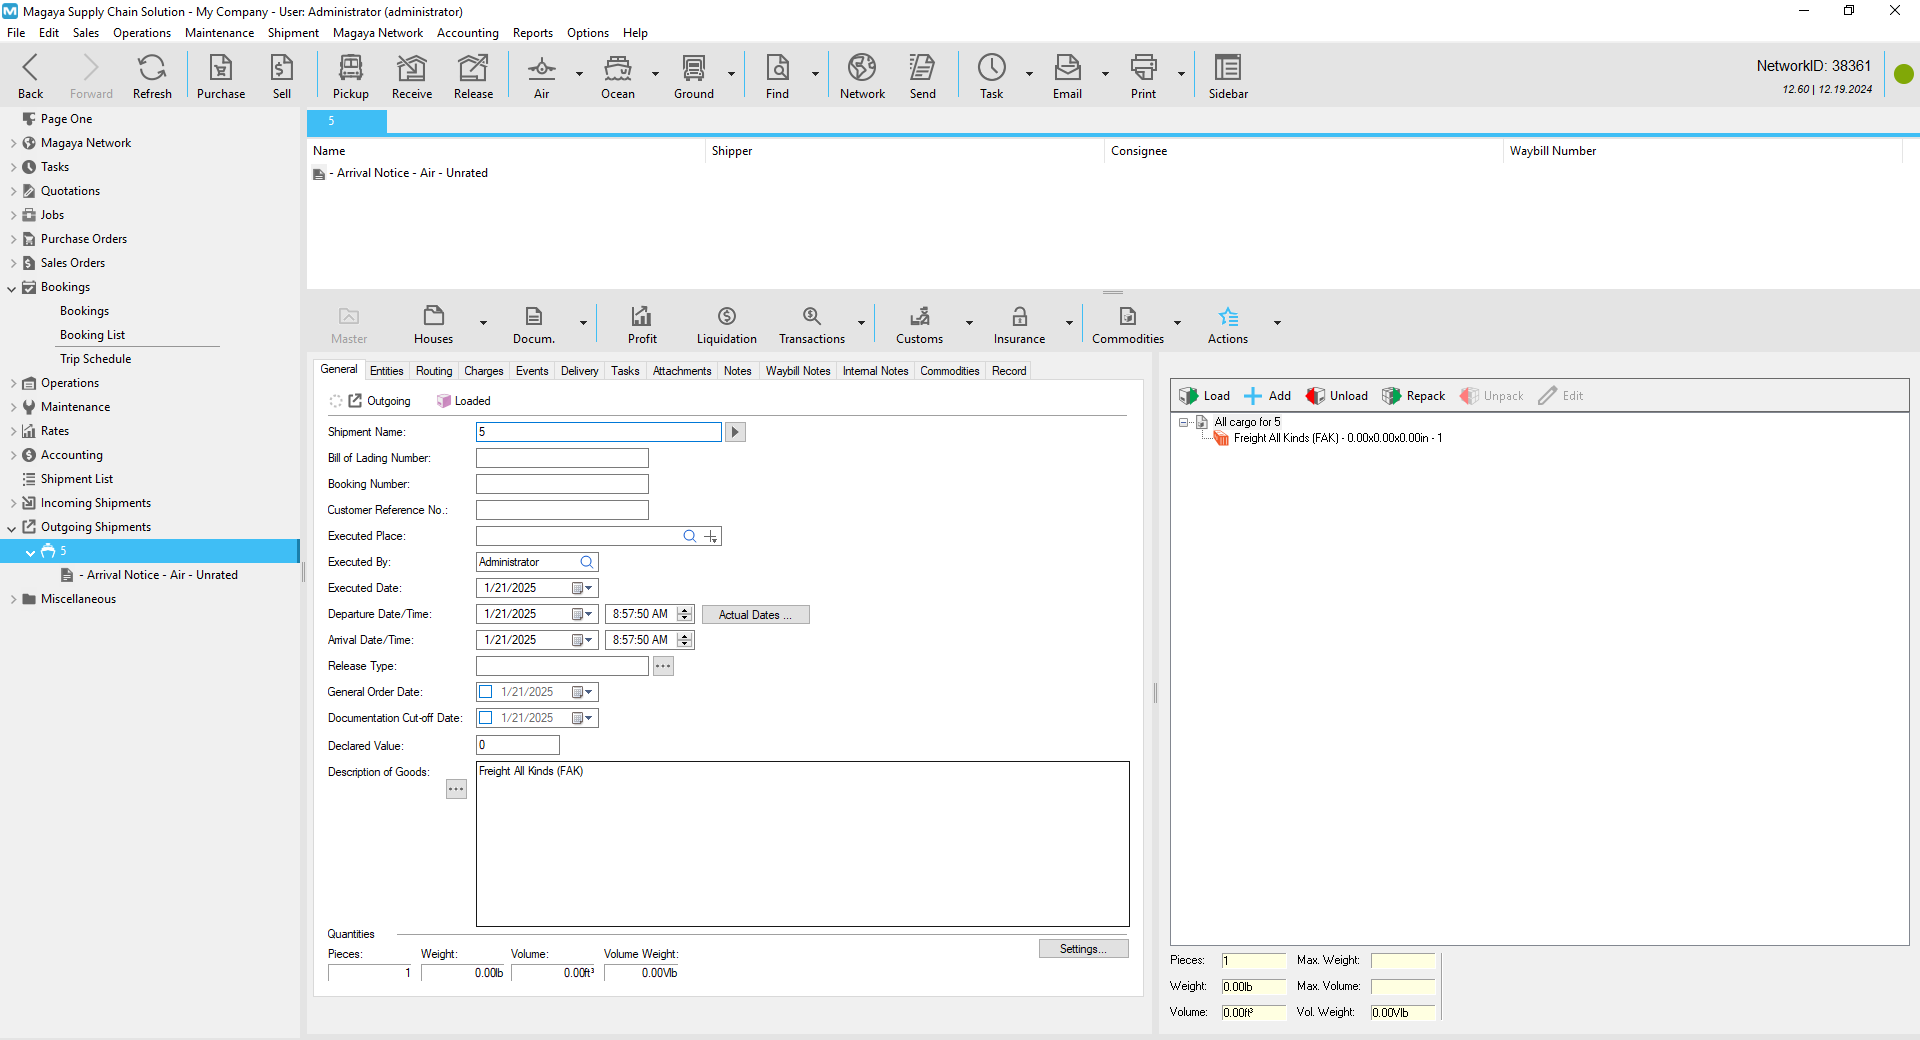 Magaya Supply Chain Solution - My Company - User: Administrator (administrator)
File Edit Sales Operations Maintenance Shipment Magaya Network Accounting Reports Options Help
Back Forward Refresh Purchase Sell Pickup Receive Release Air Ocean Ground Find Network Send Task Email Print Sidebar
NetworkID: 38361
12.60 | 12.19.2024
Page One
Magaya Network
Tasks
Quotations
Jobs
Purchase Orders
Sales Orders
Bookings
Bookings
Booking List
Trip Schedule
Operations
Maintenance
Rates
Accounting
Shipment List
Incoming Shipments
Outgoing Shipments
5
- Arrival Notice - Air - Unrated
Miscellaneous
5
Name Shipper Consignee Waybill Number
- Arrival Notice - Air - Unrated
Master Houses Docum. Profit Liquidation Transactions Customs Insurance Commodities Actions
General Entities Routing Charges Events Delivery Tasks Attachments Notes Waybill Notes Internal Notes Commodities Record
Outgoing Loaded
Shipment Name: 5
Bill of Lading Number:
Booking Number:
Customer Reference No.:
Executed Place:
Executed By: Administrator
Executed Date: 1/21/2025
Departure Date/Time: 1/21/2025 8:57:50 AM Actual Dates ...
Arrival Date/Time: 1/21/2025 8:57:50 AM
Release Type: ...
General Order Date: 1/21/2025
Documentation Cut-off Date: 1/21/2025
Declared Value: 0
Description of Goods: Freight All Kinds (FAK)
...
Quantities
Settings...
Pieces: Weight: Volume: Volume Weight:
1 0.00lb 0.00ft³ 0.00Vlb
Load Add Unload Repack Unpack Edit
All cargo for 5
Freight All Kinds (FAK) - 0.00x0.00x0.00in - 1
Pieces: 1 Max. Weight:
Weight: 0.00lb Max. Volume:
Volume: 0.00ft³ Vol. Weight: 0.00Vlb